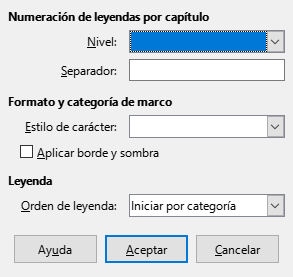 Numeración de leyendas por capítulo
Nivel:
Separador:
Formato y categoría de marco
Estilo de carácter:
Aplicar borde y sombra
Leyenda
Orden de leyenda: Iniciar por categoría
Ayuda Aceptar Cancelar